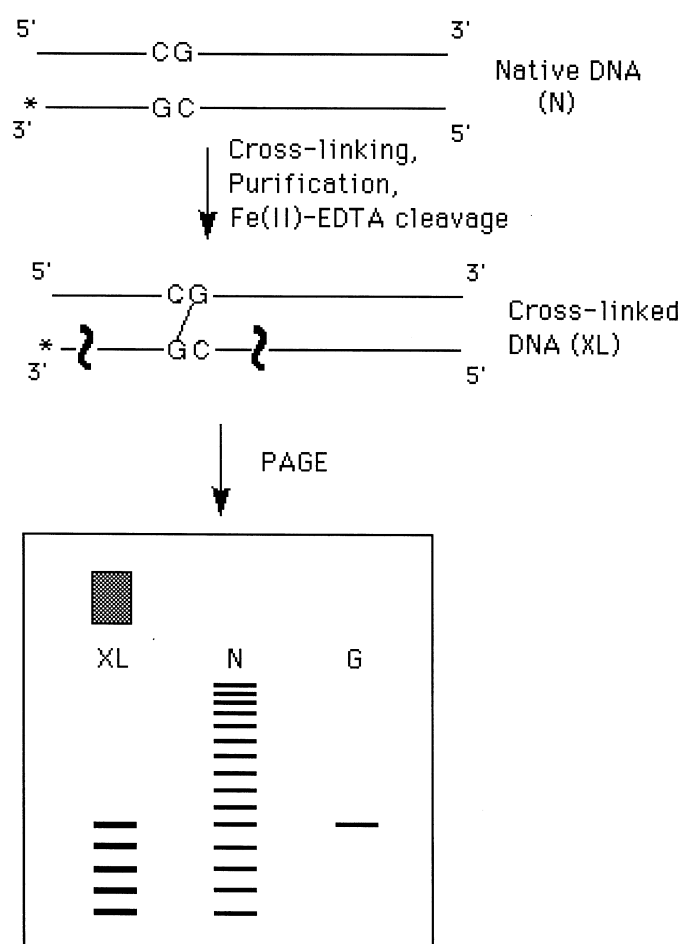 5' 3'
CG
Native DNA
(N)
* GC
3' 5'
Cross-linking,
Purification,
Fe(II)-EDTA cleavage
5' 3'
CG
Cross-linked
DNA (XL)
* GC
3' 5'
PAGE
XL N G